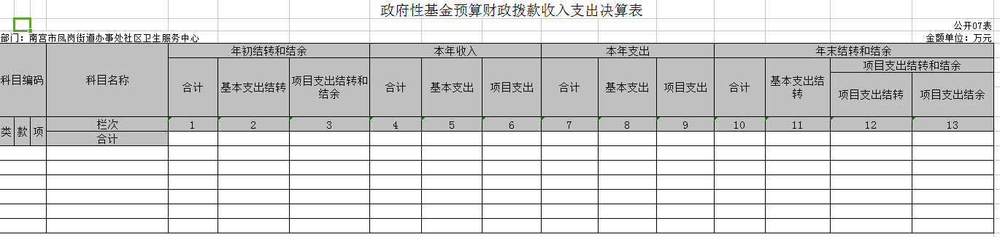 政府性基金预算财政拨款收入支出决算表
公开07表
部门：南宫市凤岗街道办事处社区卫生服务中心 金额单位：万元
科目编码 科目名称 年初结转和结余 本年收入 本年支出 年末结转和结余
合计 基本支出结转 项目支出结转和结余 合计 基本支出 项目支出 合计 基本支出 项目支出 合计 基本支出结转 项目支出结转和结余
项目支出结转 项目支出结余
类 款 项 栏次 1 2 3 4 5 6 7 8 9 10 11 12 13
合计